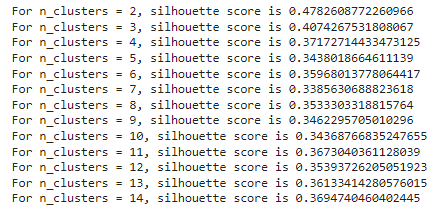 For n_clusters = 2, silhouette score is 0.4782608772260966
For n_clusters = 3, silhouette score is 0.4074267531808067
For n_clusters = 4, silhouette score is 0.37172714433473125
For n_clusters = 5, silhouette score is 0.3438018664611139
For n_clusters = 6, silhouette score is 0.35968013778064417
For n_clusters = 7, silhouette score is 0.3385630688823618
For n_clusters = 8, silhouette score is 0.3533303318815764
For n_clusters = 9, silhouette score is 0.3462295705010296
For n_clusters = 10, silhouette score is 0.34368766835247655
For n_clusters = 11, silhouette score is 0.3673040361128039
For n_clusters = 12, silhouette score is 0.35393726205051923
For n_clusters = 13, silhouette score is 0.36133414280576015
For n_clusters = 14, silhouette score is 0.3694740460402445